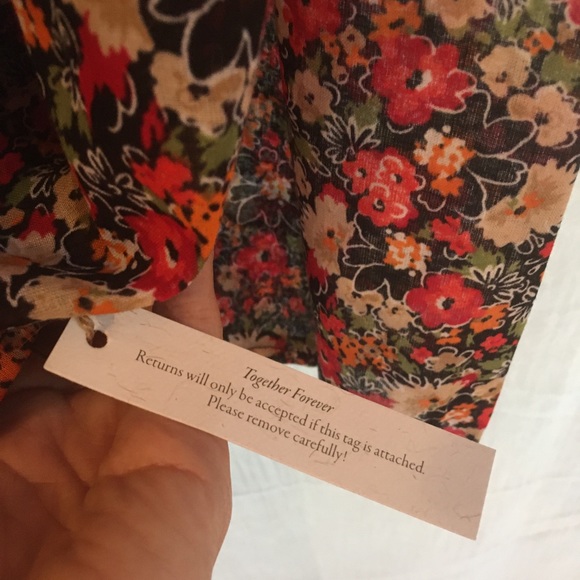 Together Forever
Returns will only be accepted if this tag is attached.
Please remove carefully!